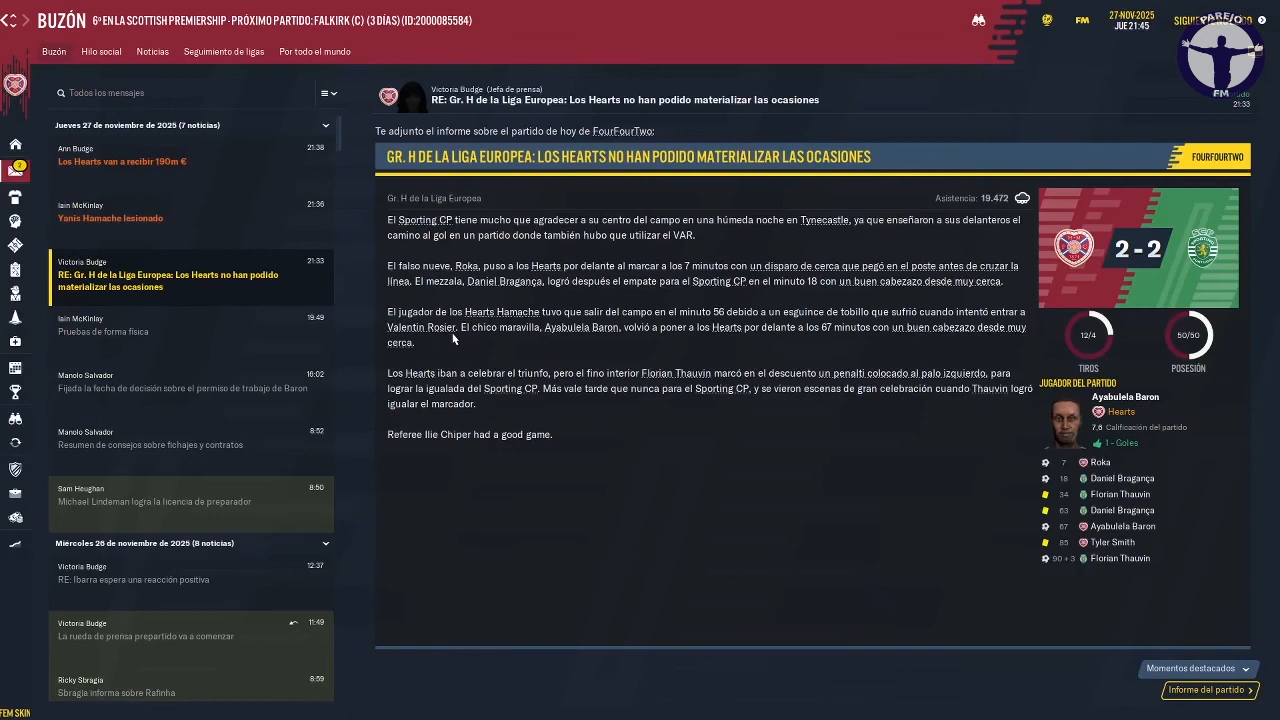 BUZÓN
6º EN LA SCOTTISH PREMIERSHIP - PRÓXIMO PARTIDO: FALKIRK (C) (3 DÍAS) (ID:2000085584)
FM
27-NOV-2025
JUE 21:45
PAREJO
FM
Buzón
Hilo social
Noticias
Seguimiento de ligas
Por todo el mundo
Todos los mensajes
Jueves 27 de noviembre de 2025 (7 noticias)
Ann Budge
21:38
Los Hearts van a recibir 190m €
Iain McKinlay
21:36
Yanis Hamache lesionado
Victoria Budge
21:33
RE: Gr. H de la Liga Europea: Los Hearts no han podido
materializar las ocasiones
Iain McKinlay
19:49
Pruebas de forma física
Manolo Salvador
16:02
Fijada la fecha de decisión sobre el permiso de trabajo de Baron
Manolo Salvador
8:52
Resumen de consejos sobre fichajes y contratos
Sam Heughan
8:50
Michael Lindeman logra la licencia de preparador
Miércoles 26 de noviembre de 2025 (8 noticias)
Victoria Budge
12:37
RE: Ibarra espera una reacción positiva
Victoria Budge
11:49
La rueda de prensa prepartido va a comenzar
Ricky Sbragia
8:59
Sbragia informa sobre Rafinha
FEM SKIN
Victoria Budge (Jefa de prensa)
RE: Gr. H de la Liga Europea: Los Hearts no han podido materializar las ocasiones
21:33
Te adjunto el informe sobre el partido de hoy de FourFourTwo:
GR. H DE LA LIGA EUROPEA: LOS HEARTS NO HAN PODIDO MATERIALIZAR LAS OCASIONES
FOURFOURTWO
Gr. H de la Liga Europea
Asistencia: 19.472
El Sporting CP tiene mucho que agradecer a su centro del campo en una húmeda noche en Tynecastle, ya que enseñaron a sus delanteros el
camino al gol en un partido donde también hubo que utilizar el VAR.
El falso nueve, Roka, puso a los Hearts por delante al marcar a los 7 minutos con un disparo de cerca que pegó en el poste antes de cruzar la
línea. El mezzala, Daniel Bragança, logró después el empate para el Sporting CP en el minuto 18 con un buen cabezazo desde muy cerca.
El jugador de los Hearts Hamache tuvo que salir del campo en el minuto 56 debido a un esguince de tobillo que sufrió cuando intentó entrar a
Valentin Rosier. El chico maravilla, Ayabulela Baron, volvió a poner a los Hearts por delante a los 67 minutos con un buen cabezazo desde muy
cerca.
Los Hearts iban a celebrar el triunfo, pero el fino interior Florian Thauvin marcó en el descuento un penalti colocado al palo izquierdo, para
lograr la igualada del Sporting CP. Más vale tarde que nunca para el Sporting CP, y se vieron escenas de gran celebración cuando Thauvin logró
igualar el marcador.
Referee Ilie Chiper had a good game.
2 - 2
SCP
12/4
50/50
TIROS
POSESIÓN
JUGADOR DEL PARTIDO
Ayabulela Baron
Hearts
7,6 Calificación del partido
1 - Goles
7 Roka
18 Daniel Bragança
34 Florian Thauvin
63 Daniel Bragança
67 Ayabulela Baron
85 Tyler Smith
90 + 3 Florian Thauvin
Momentos destacados
Informe del partido